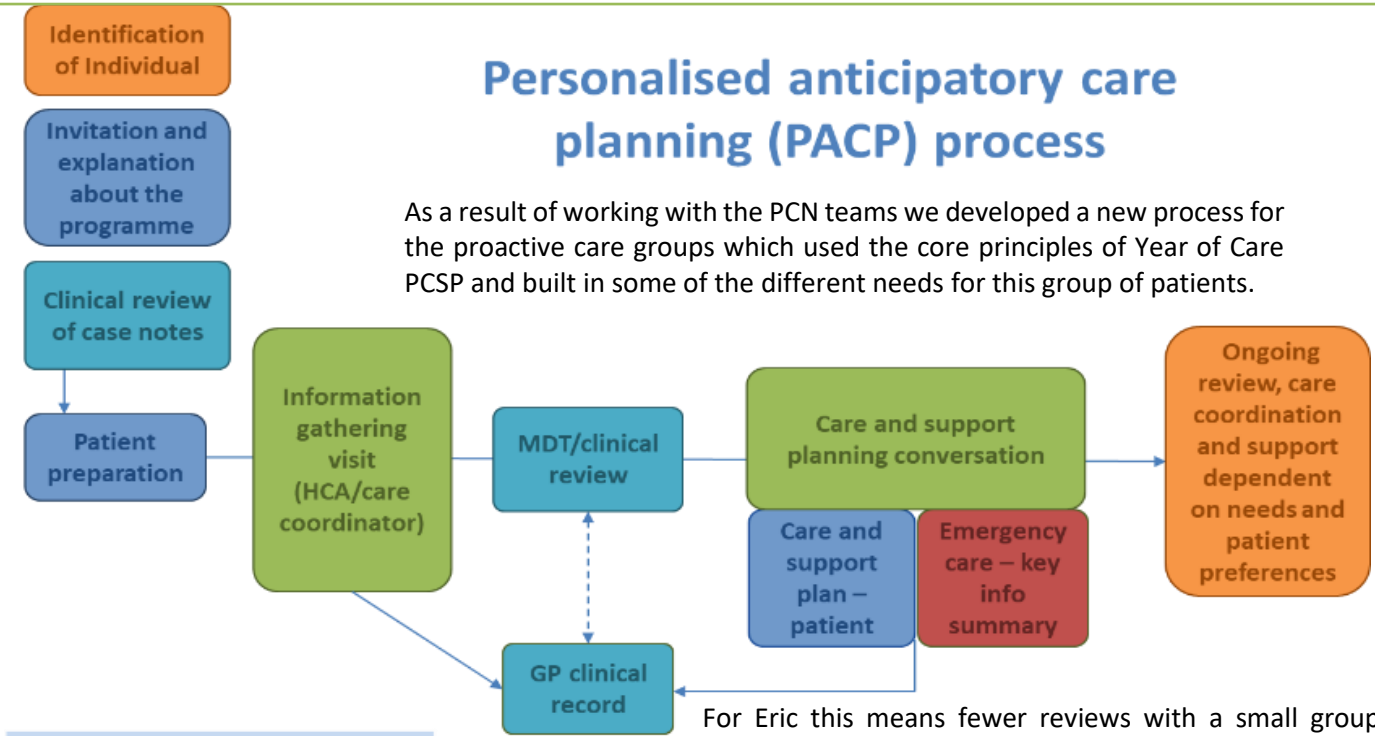 Identification
of Individual
Personalised anticipatory care
planning (PACP) process
Invitation and
explanation
about the
programme
As a result of working with the PCN teams we developed a new process for
the proactive care groups which used the core principles of Year of Care
PCSP and built in some of the different needs for this group of patients.
Clinical review
of case notes
Patient
preparation
Information
gathering
visit
(HCA/care
coordinator)
MDT/clinical
review
Care and support
planning conversation
Care and
support
plan –
patient
Emergency
care – key
info
summary
Ongoing
review, care
coordination
and support
dependent
on needs and
patient
preferences
GP clinical
record
For Eric this means fewer reviews with a small group